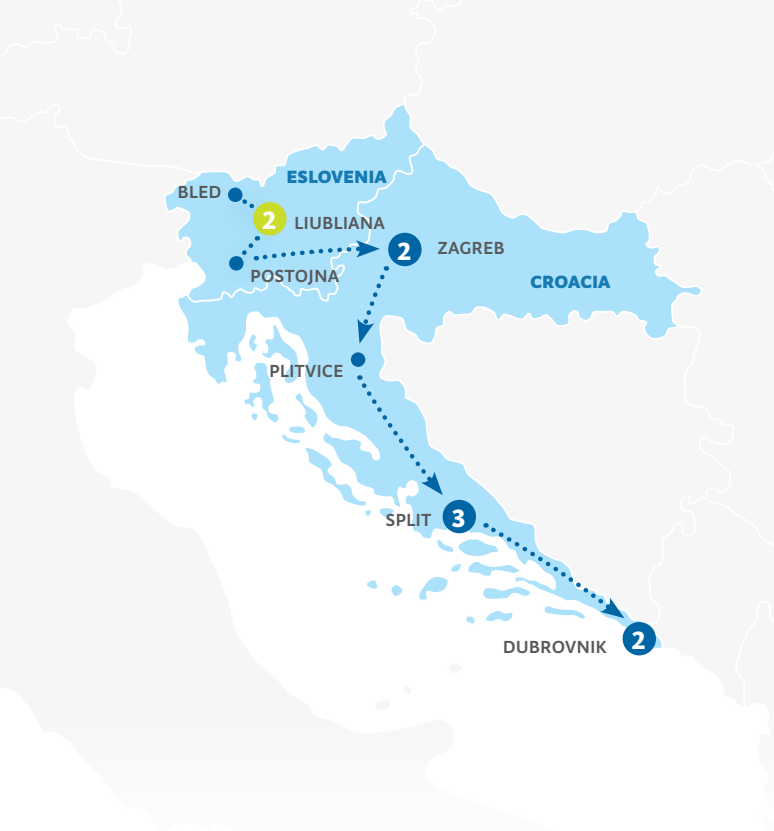 ESLOVENIA
BLED
2
LIUBLIANA
2
ZAGREB
POSTOJNA
CROACIA
PLITVICE
SPLIT
3
DUBROVNIK
2